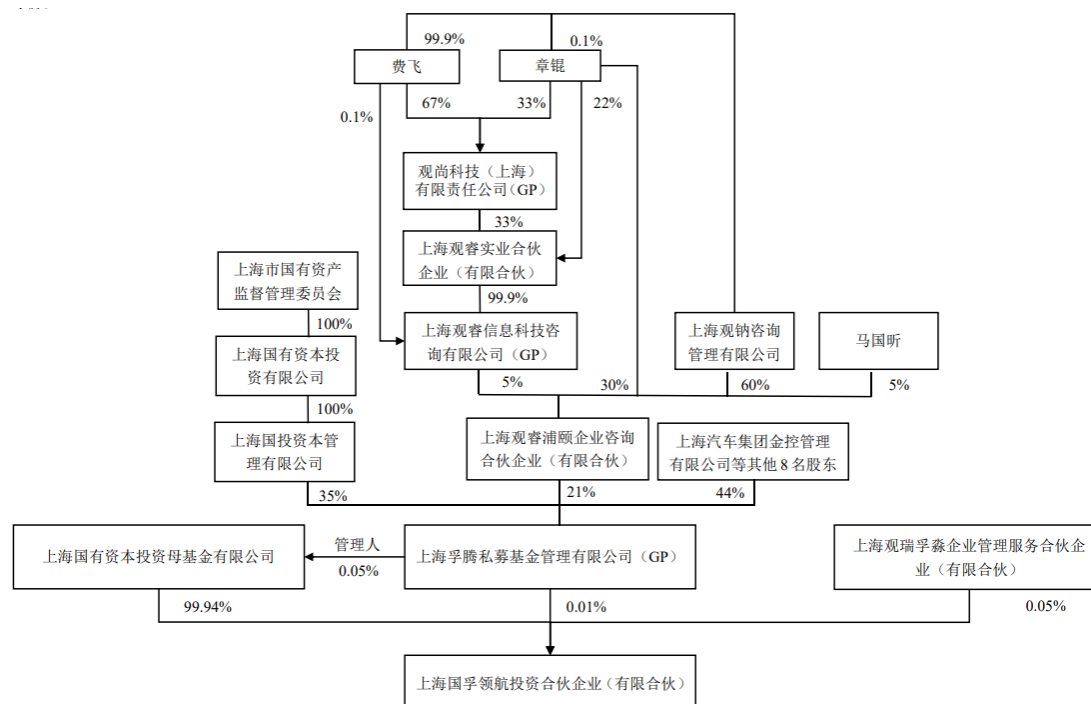 99.9%
0.1%
费飞
章锟
0.1%
67%
33%
22%
观尚科技（上海）
有限责任公司（GP）
33%
上海观睿实业合伙
企业（有限合伙）
上海市国有资产
监督管理委员会
99.9%
100%
上海观睿信息科技咨
询有限公司（GP）
上海观钠咨询
管理有限公司
马国昕
上海国有资本投
资有限公司
5%
30%
60%
5%
100%
上海国投资本管
理有限公司
上海观睿浦颐企业咨询
合伙企业（有限合伙）
上海汽车集团金控管理
有限公司等其他 8 名股东
35%
21%
44%
上海国有资本投资母基金有限公司
管理人
0.05%
上海孚腾私募基金管理有限公司（GP）
上海观瑞孚淼企业管理服务合伙企
业（有限合伙）
99.94%
0.01%
0.05%
上海国孚领航投资合伙企业（有限合伙）